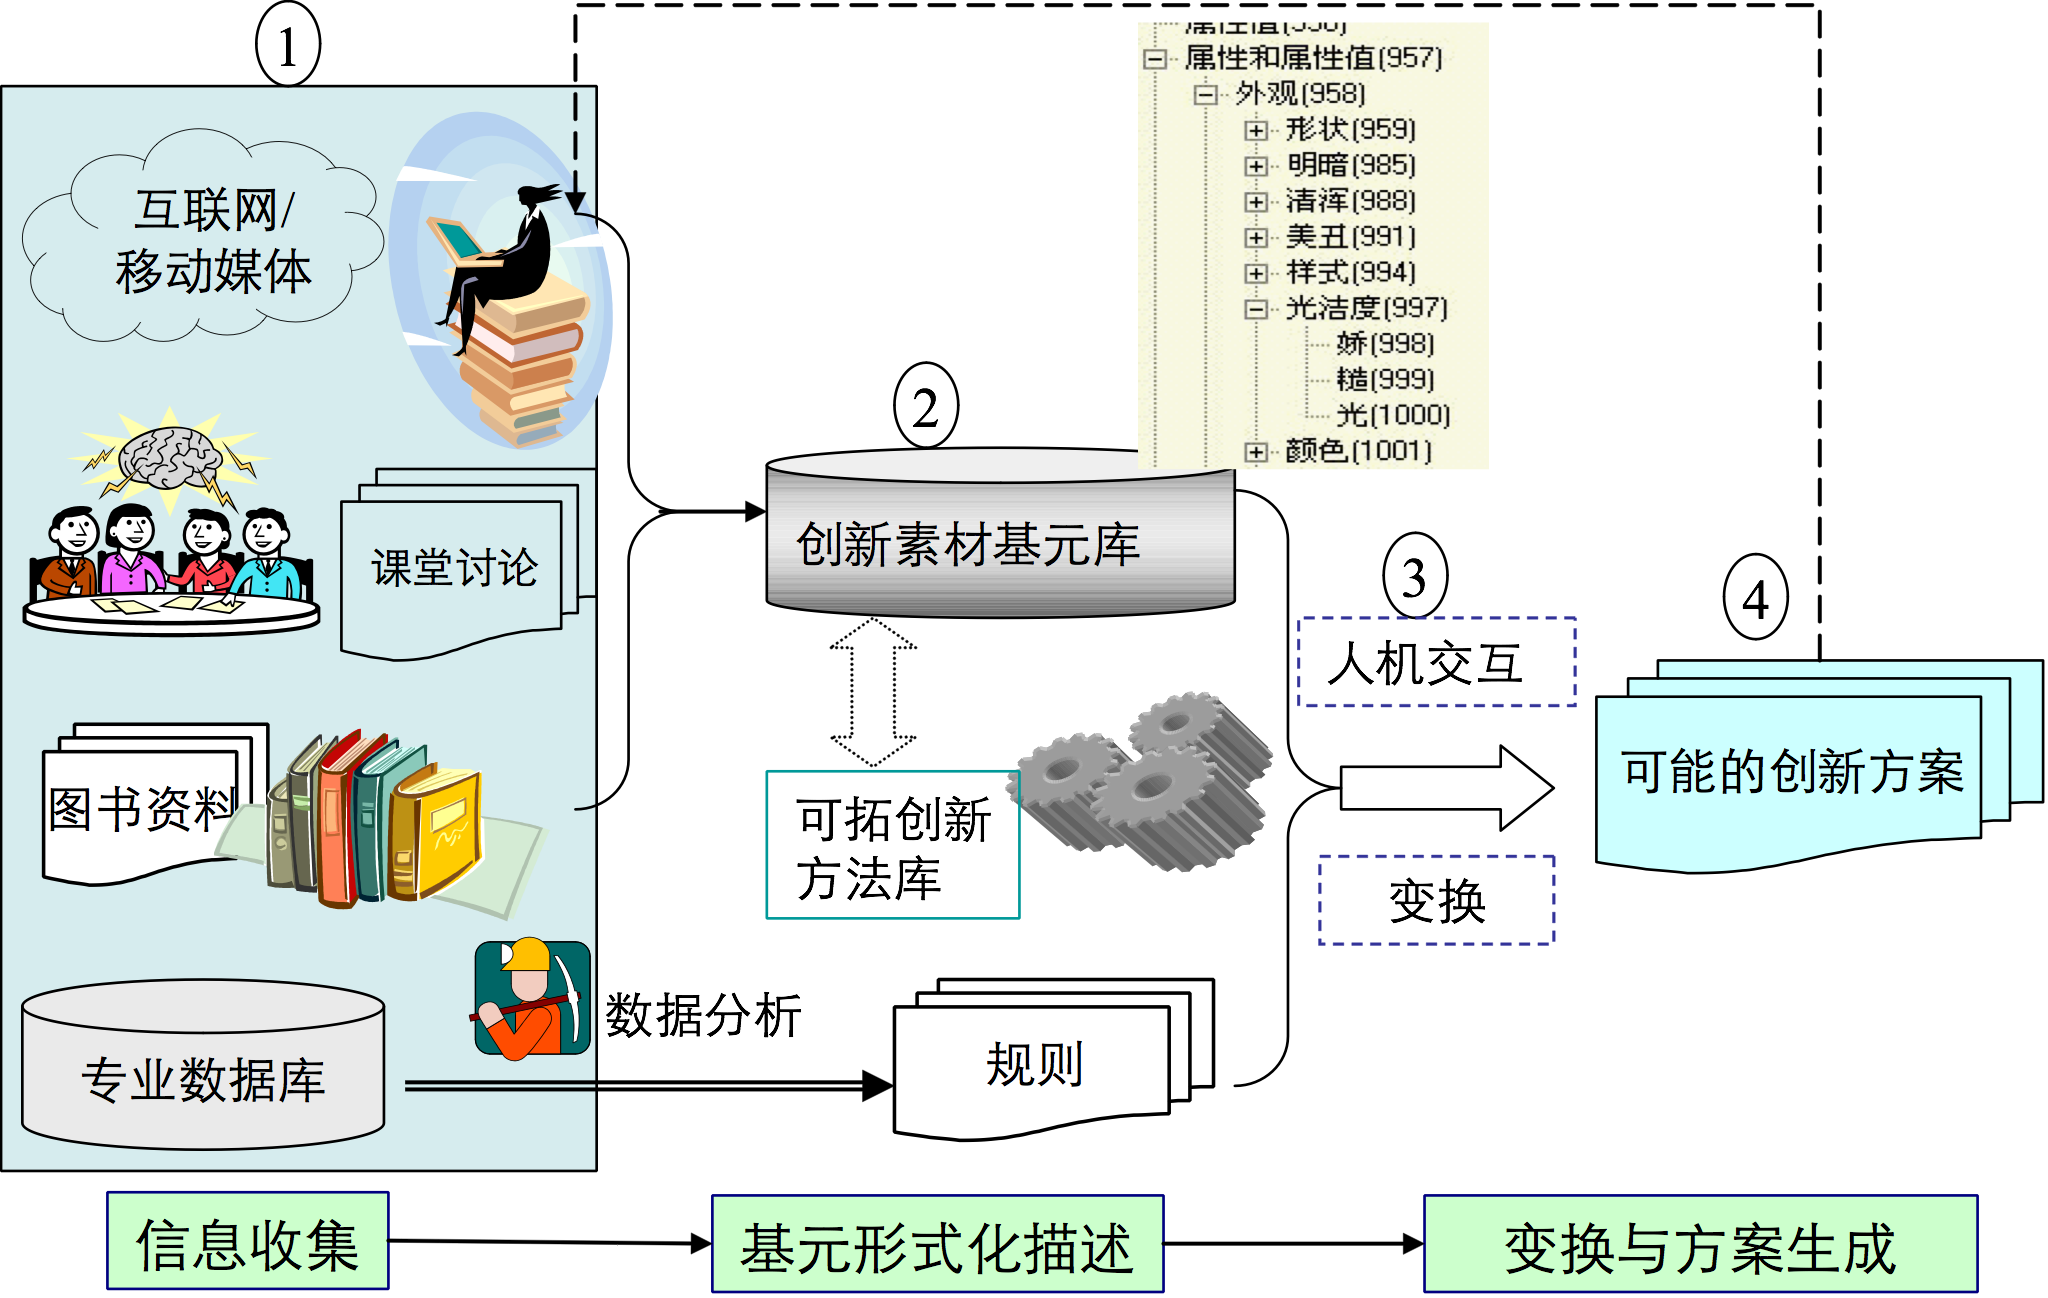 1
互联网/
移动媒体
课堂讨论
图书资料
专业数据库
数据分析
2
创新素材基元库
属性和属性值(957)
外观(958)
形状(959)
明暗(985)
清浑(988)
美丑(991)
样式(994)
光洁度(997)
娇(998)
糙(999)
光(1000)
颜色(1001)
可拓创新
方法库
规则
3
人机交互
变换
4
可能的创新方案
信息收集
基元形式化描述
变换与方案生成